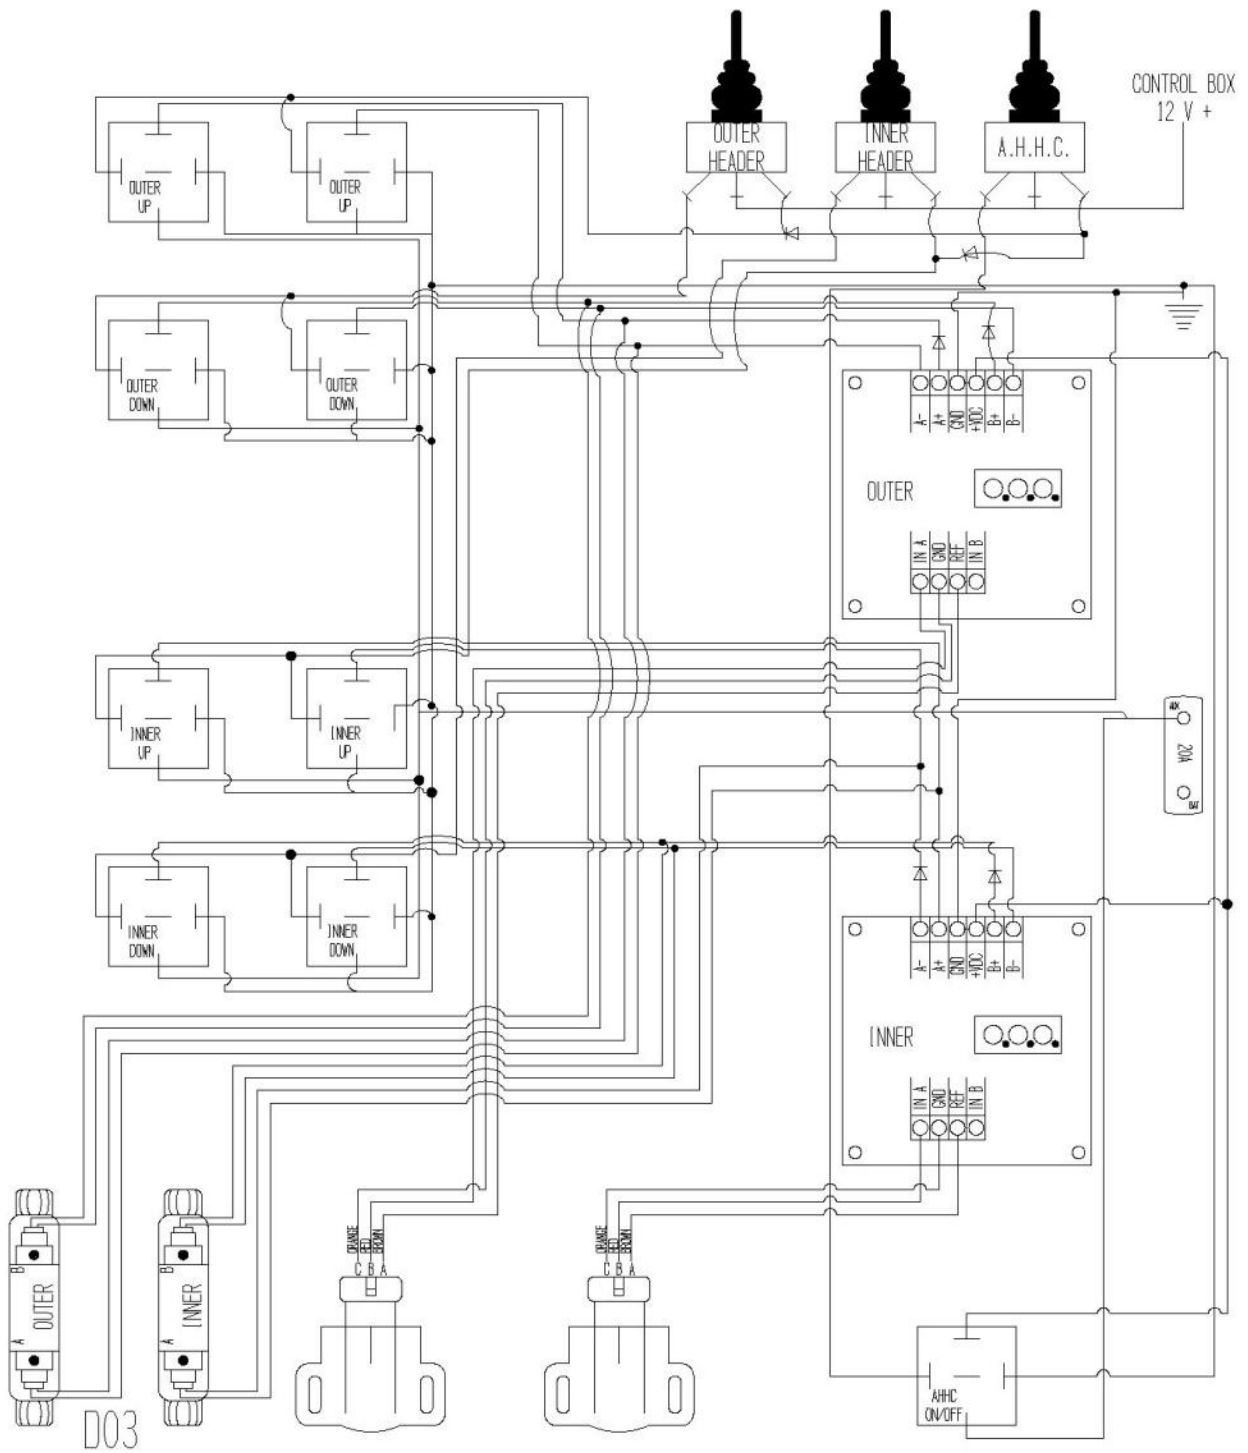 CONTROL BOX
12 V +
OUTER
HEADER
INNER
HEADER
A.H.H.C.
OUTER
UP
OUTER
UP
OUTER
DOWN
OUTER
DOWN
A-
A+
GND
+VDC
B+
B-
OUTER
IN A
GND
REF
IN B
INNER
UP
INNER
UP
AUX
20A
BAT
INNER
DOWN
INNER
DOWN
A-
A+
GND
+VDC
B+
B-
INNER
IN A
GND
REF
IN B
ORANGE
RED
BROWN
C B A
ORANGE
RED
BROWN
C B A
B
OUTER
A
B
INNER
A
AHHC
ON/OFF
D03